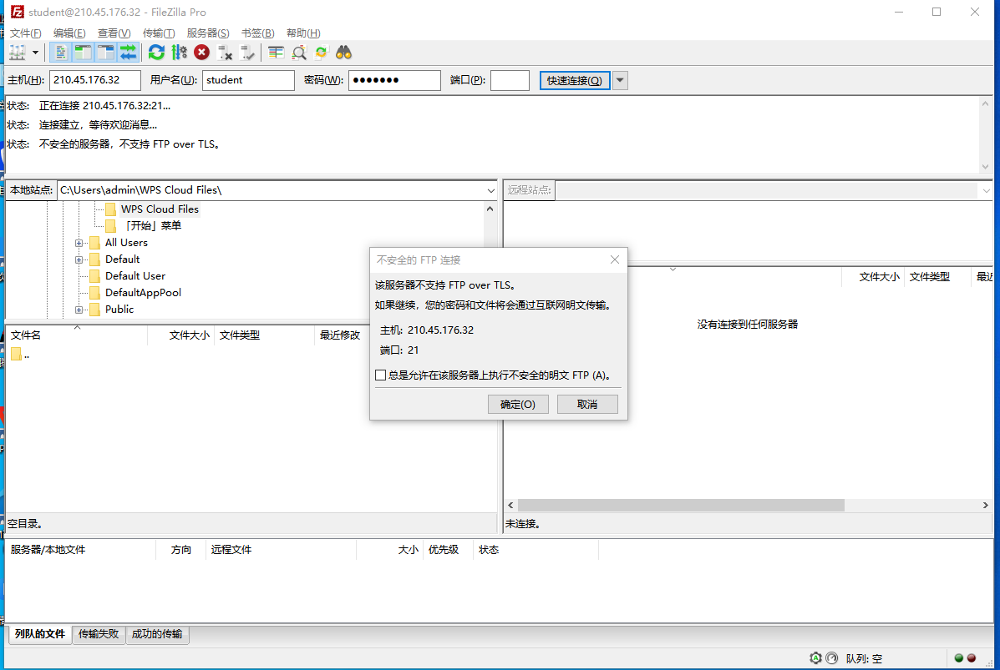 student@210.45.176.32 - FileZilla Pro
文件(F) 编辑(E) 查看(V) 传输(T) 服务器(S) 书签(B) 帮助(H)
主机(H): 210.45.176.32 用户名(U): student 密码(W): ●●●●●●● 端口(P): 快速连接(Q)
状态: 正在连接 210.45.176.32:21...
状态: 连接建立，等待欢迎消息...
状态: 不安全的服务器，不支持 FTP over TLS。
本地站点: C:\Users\admin\WPS Cloud Files\
远程站点:
WPS Cloud Files
「开始」菜单
All Users
Default
Default User
DefaultAppPool
Public
文件名 文件大小 文件类型 最近修改
..
空目录。
文件大小 文件类型 最近
没有连接到任何服务器
未连接。
不安全的 FTP 连接
该服务器不支持 FTP over TLS。
如果继续，您的密码和文件将会通过互联网明文传输。
主机: 210.45.176.32
端口: 21
总是允许在该服务器上执行不安全的明文 FTP (A)。
确定(O) 取消
服务器/本地文件 方向 远程文件 大小 优先级 状态
列队的文件 传输失败 成功的传输
队列: 空